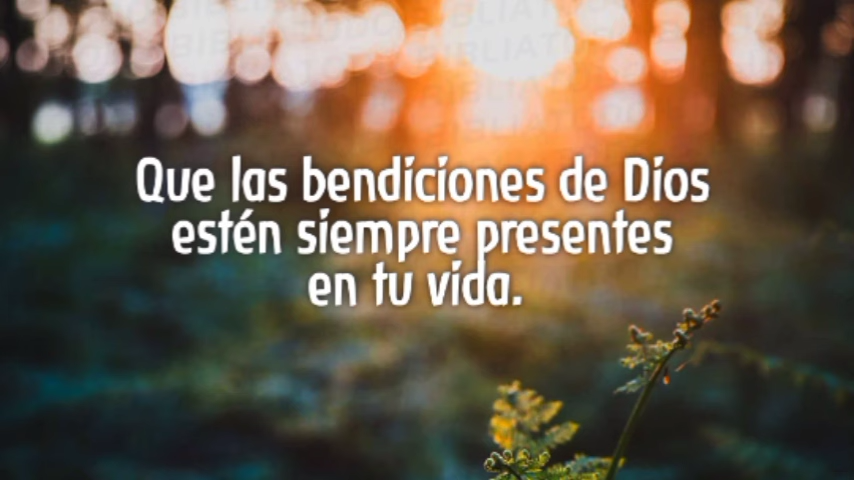 Que las bendiciones de Dios
estén siempre presentes
en tu vida.